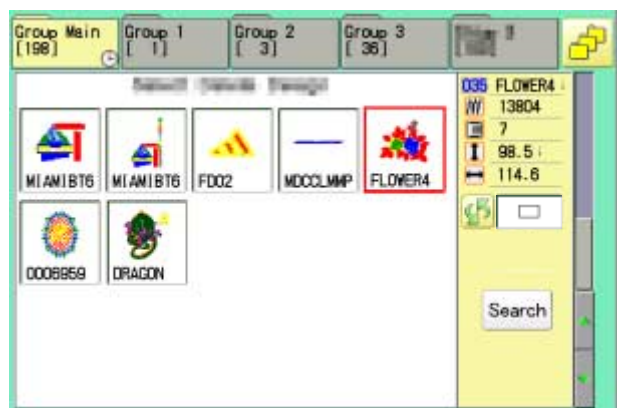 Group Main
[198]
Group 1
[ 1]
Group 2
[ 3]
Group 3
[ 36]
035 FLOWER4
13804
7
98.5
114.6
MIAMIBT6
MIAMIBT6
FD02
MDCCLMMP
FLOWER4
0006959
DRAGON
Search